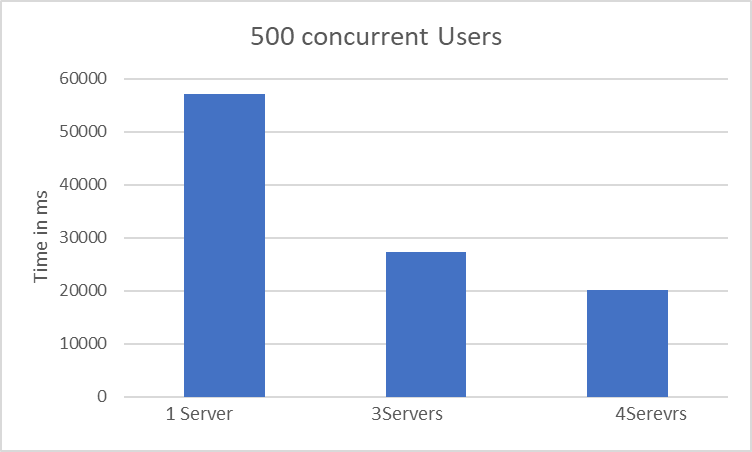 500 concurrent Users
60000
50000
40000
30000
20000
10000
0
Time in ms
1 Server
3Servers
4Serevrs